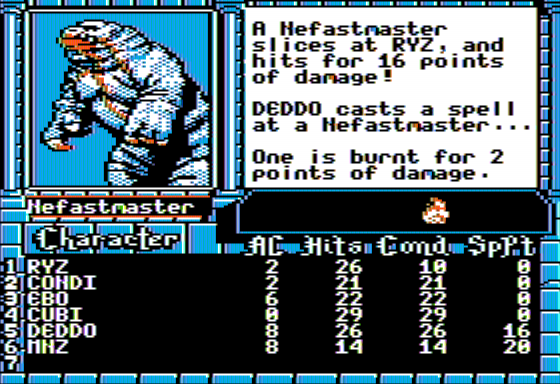 A Nefastmaster
slices at RYZ, and
hits for 16 points
of damage!
DEDDO casts a spell
at a Nefastmaster...
One is burnt for 2
points of damage.
Nefastmaster
Character AC Hits Cond SpPt
1 RYZ 2 26 10 0
2 CONDI 2 21 21 0
3 EBO 6 22 22 0
4 CUBI 0 29 29 0
5 DEDDO 8 26 26 16
6 MNZ 8 14 14 20
7